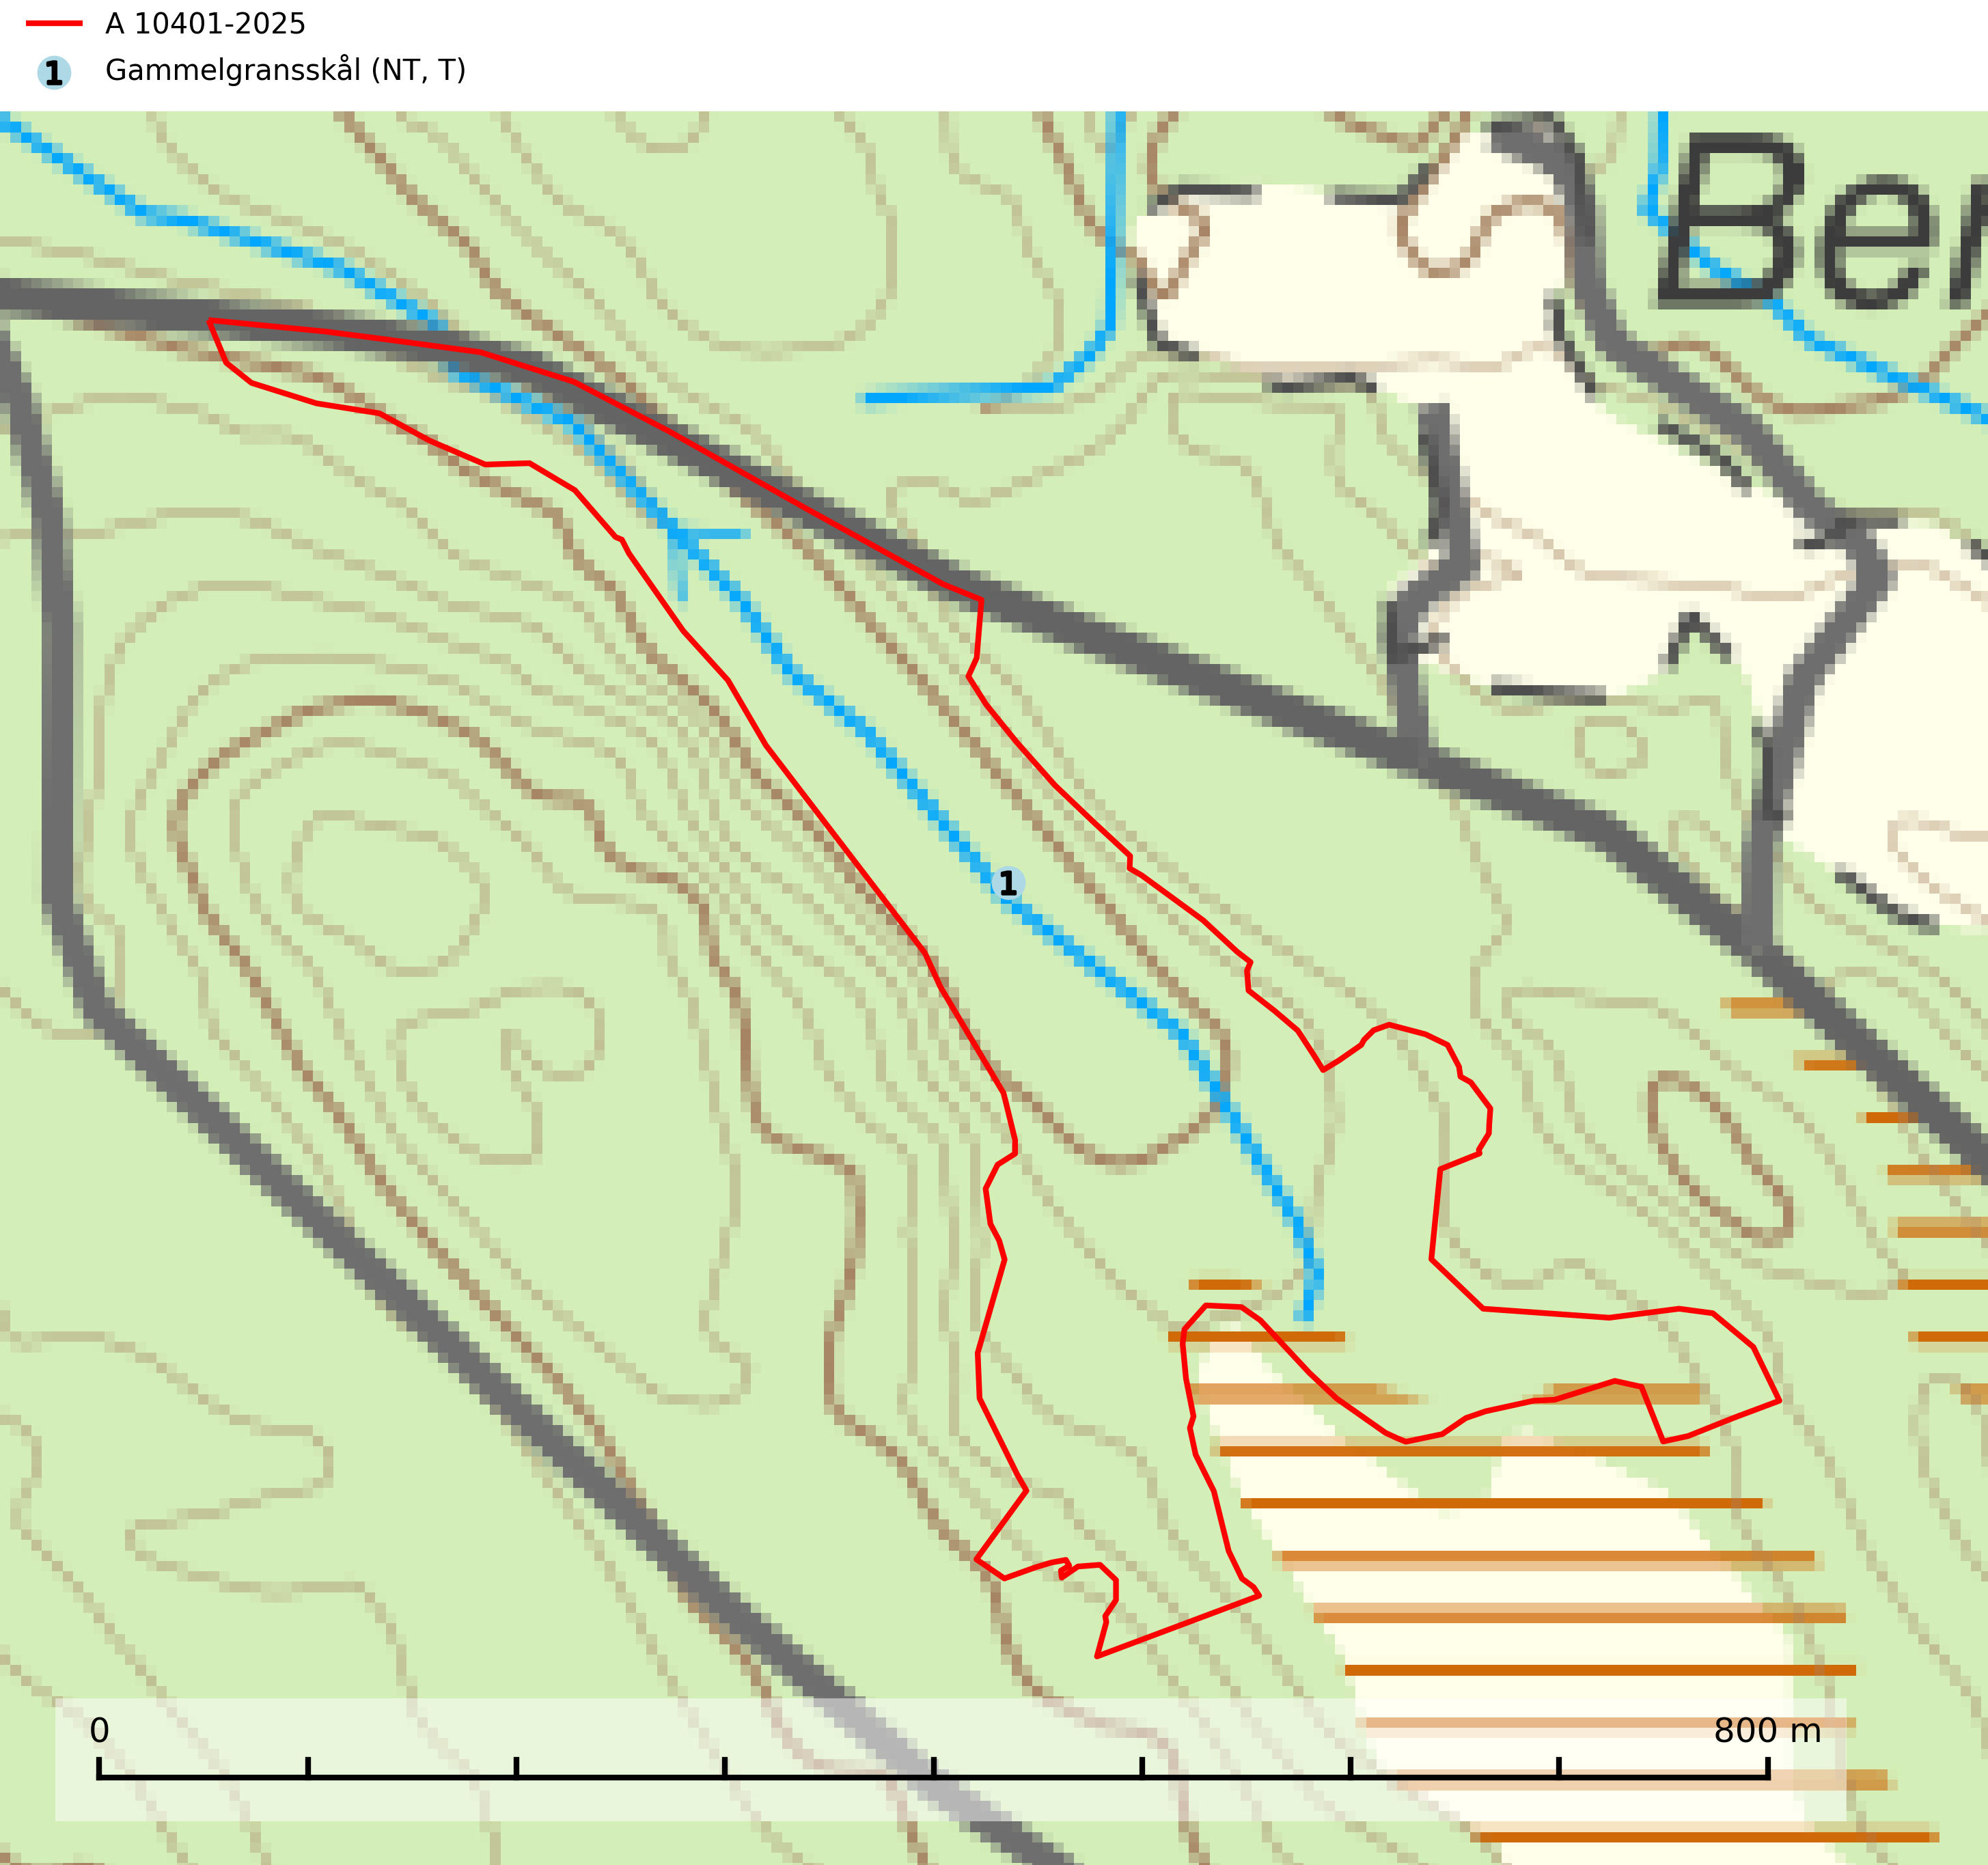 A 10401-2025
1 Gammelgransskål (NT, T)
Ber
1
0 800 m